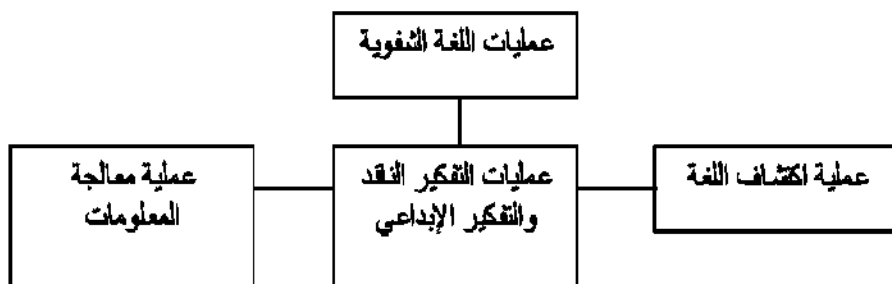 عمليات اللغة الشفوية
عملية اكتشاف اللغة
عمليات التفكير الناقد
والتفكير الإبداعي
عملية معالجة
المعلومات